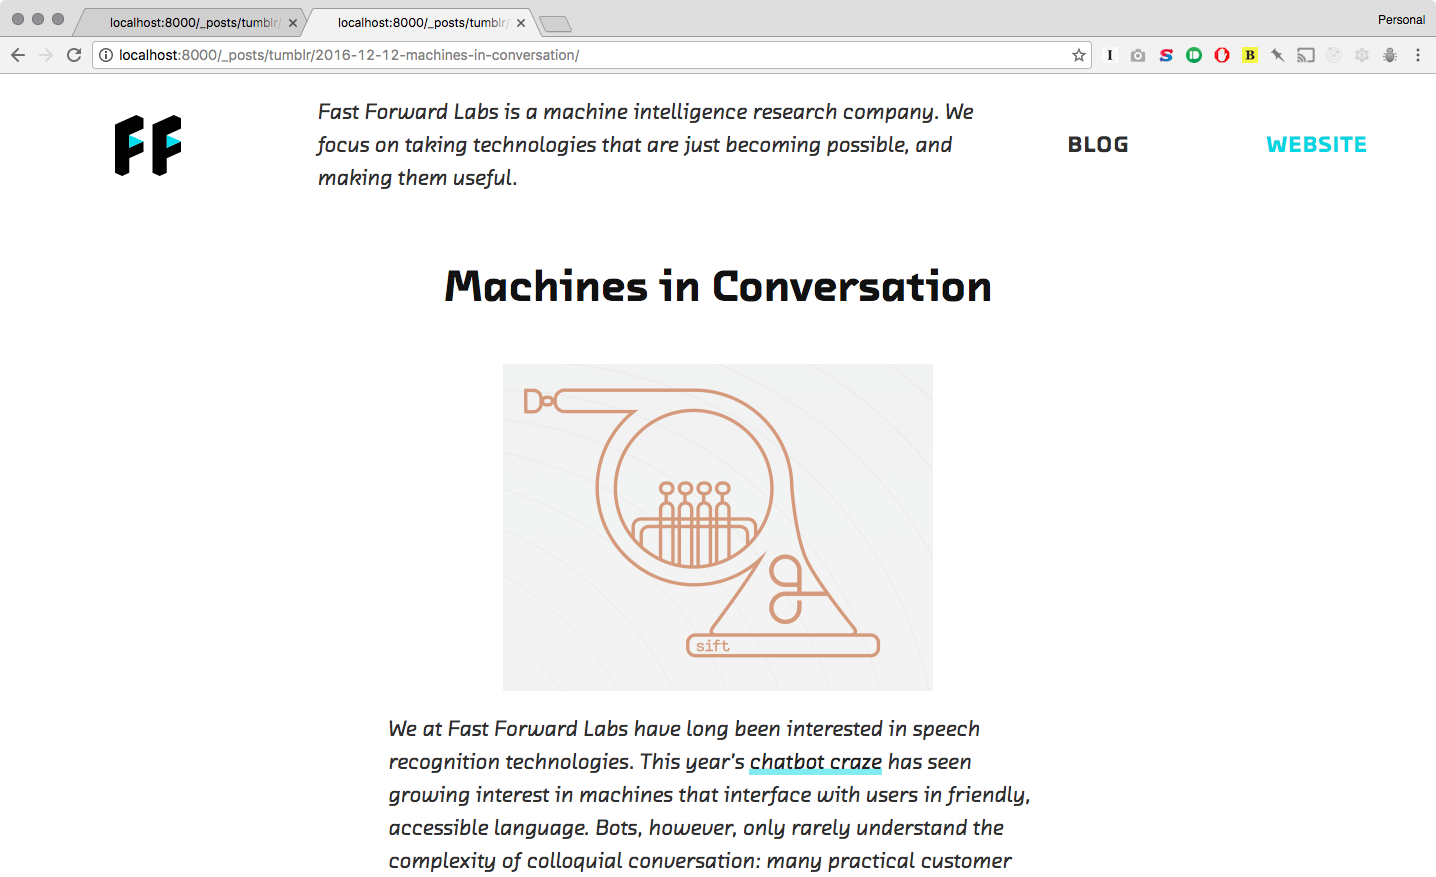 localhost:8000/_posts/tumblr/
localhost:8000/_posts/tumblr/
Personal
localhost:8000/_posts/tumblr/2016-12-12-machines-in-conversation/
FF
Fast Forward Labs is a machine intelligence research company. We
focus on taking technologies that are just becoming possible, and
making them useful.
BLOG
WEBSITE
Machines in Conversation
sift
We at Fast Forward Labs have long been interested in speech
recognition technologies. This year's chatbot craze has seen
growing interest in machines that interface with users in friendly,
accessible language. Bots, however, only rarely understand the
complexity of colloquial conversation: many practical customer